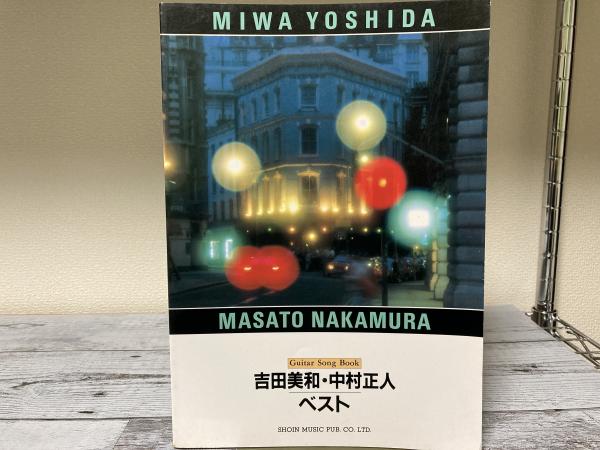 MIWA YOSHIDA
MASATO NAKAMURA
Guitar Song Book
吉田美和・中村正人
ベスト
SHOIN MUSIC PUB. CO. LTD.